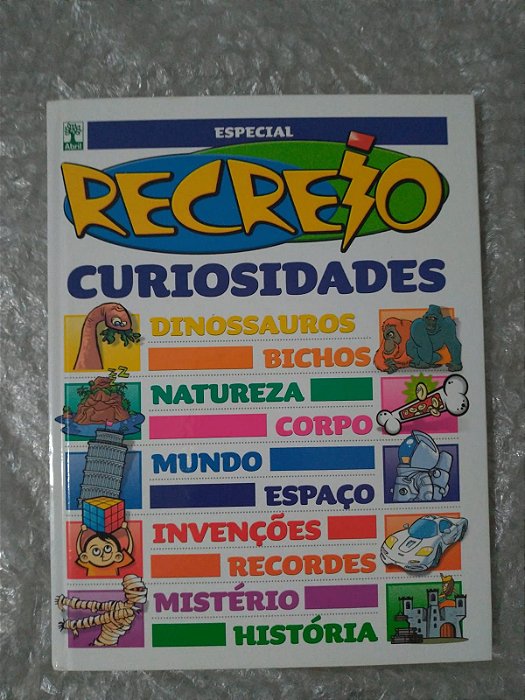 Abril
ESPECIAL
RECREIO
CURIOSIDADES
DINOSSAUROS
BICHOS
NATUREZA
CORPO
MUNDO
ESPAÇO
INVENÇÕES
RECORDES
MISTÉRIO
HISTÓRIA